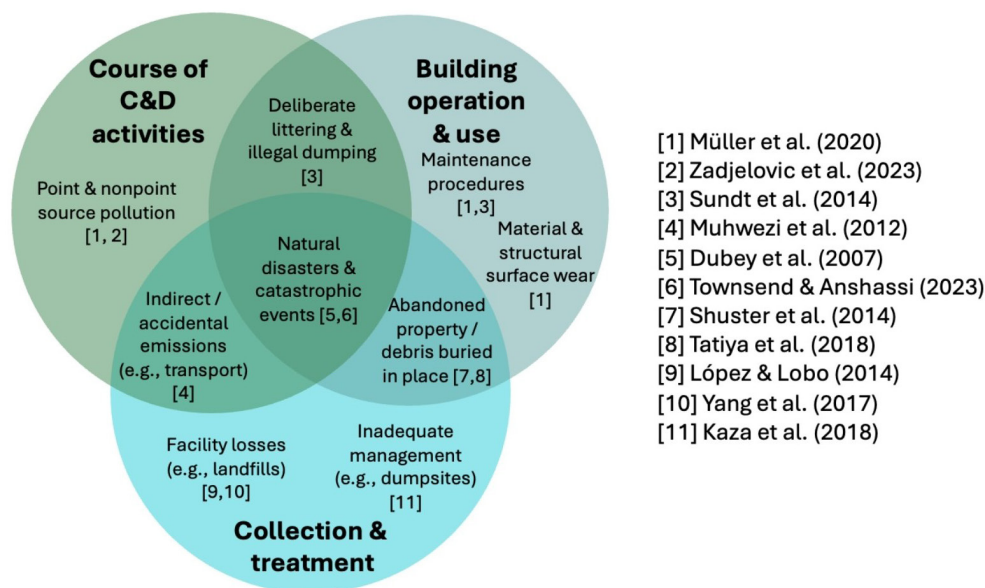 Course of
C&D
activities
Building
operation
& use
Deliberate
littering &
illegal dumping
[3]
Maintenance
procedures
[1,3]
Point & nonpoint
source pollution
[1, 2]
Material &
structural
surface wear
[1]
Natural
disasters &
catastrophic
events [5,6]
Indirect /
accidental
emissions
(e.g., transport)
[4]
Abandoned
property /
debris buried
in place [7,8]
Facility losses
(e.g., landfills)
[9,10]
Inadequate
management
(e.g., dumpsites)
[11]
Collection &
treatment
[1] Müller et al. (2020)
[2] Zadjelovic et al. (2023)
[3] Sundt et al. (2014)
[4] Muhwezi et al. (2012)
[5] Dubey et al. (2007)
[6] Townsend & Anshassi (2023)
[7] Shuster et al. (2014)
[8] Tatiya et al. (2018)
[9] López & Lobo (2014)
[10] Yang et al. (2017)
[11] Kaza et al. (2018)